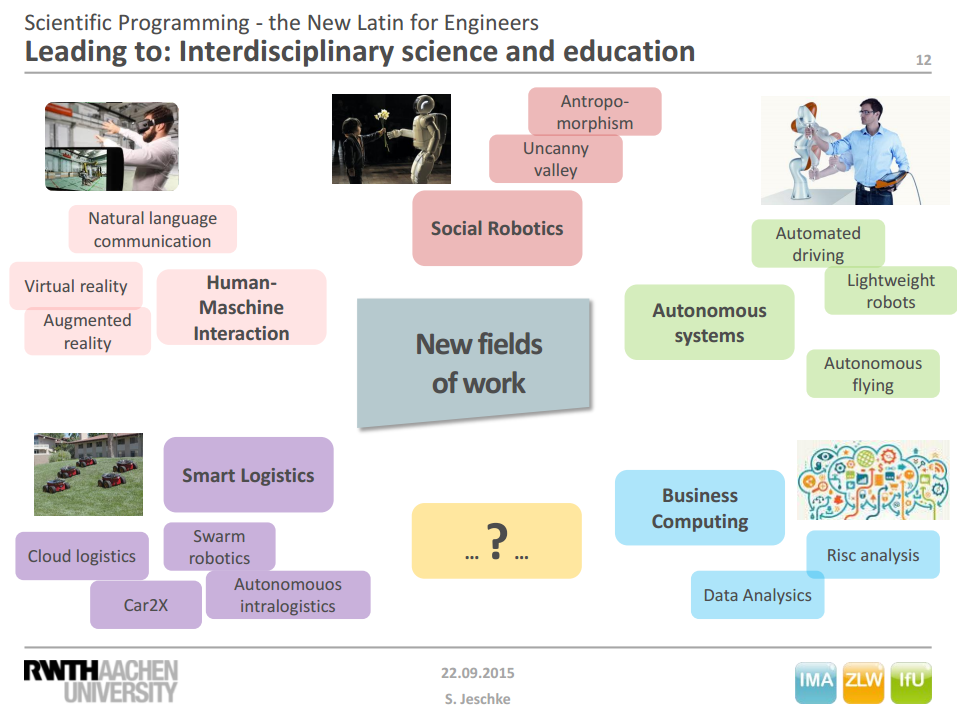 Scientific Programming - the New Latin for Engineers
Leading to: Interdisciplinary science and education
12
Antropo-
morphism
Uncanny
valley
Social Robotics
Natural language
communication
Virtual reality
Augmented
reality
Human-
Maschine
Interaction
Automated
driving
Lightweight
robots
Autonomous
systems
Autonomous
flying
New fields
of work
Smart Logistics
Cloud logistics
Swarm
robotics
Car2X
Autonomouos
intralogistics
... ? ...
Business
Computing
Risc analysis
Data Analysics
RWTHAACHEN
UNIVERSITY
22.09.2015
S. Jeschke
IMA
ZLW
IfU